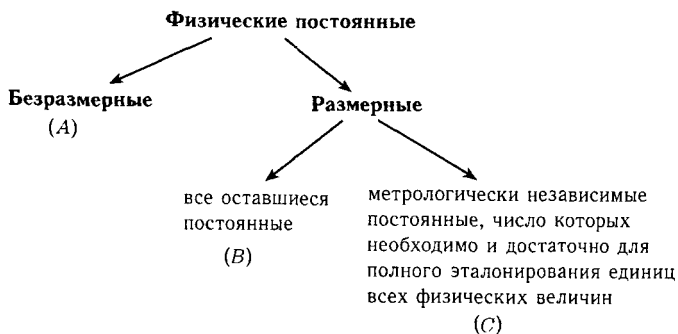 Физические постоянные
Безразмерные
(A)
Размерные
все оставшиеся
постоянные
(B)
метрологически независимые
постоянные, число которых
необходимо и достаточно для
полного эталонирования единиц
всех физических величин
(C)